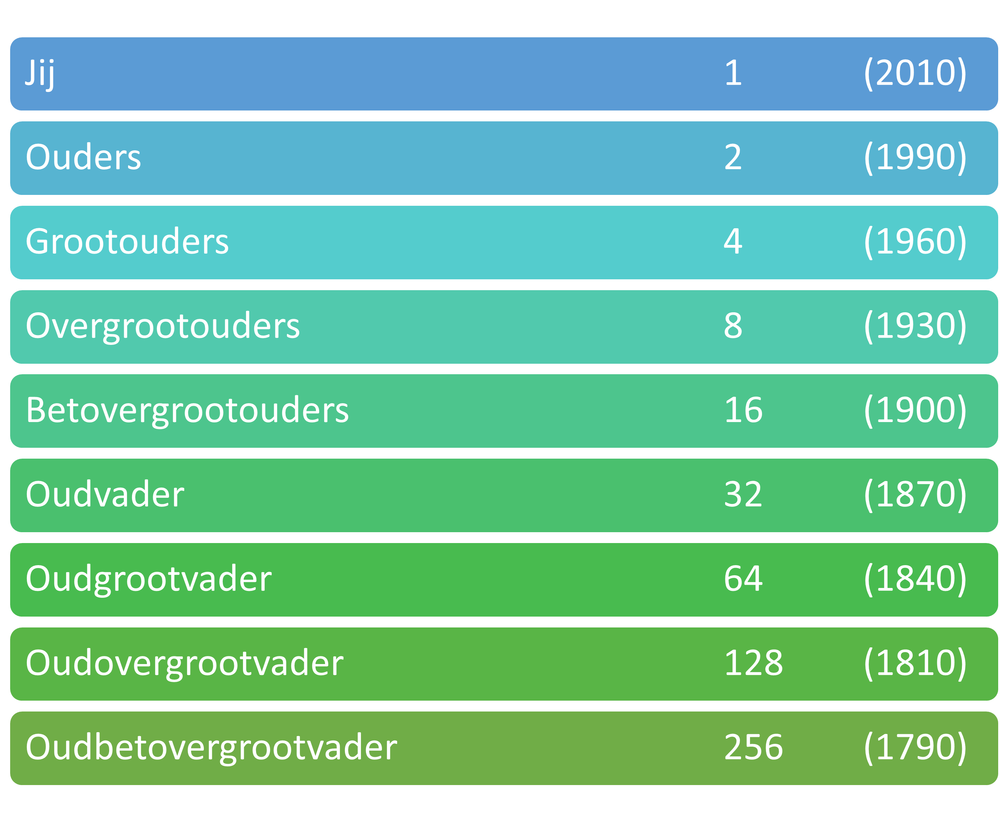 Jij 1 (2010)
Ouders 2 (1990)
Grootouders 4 (1960)
Overgrootouders 8 (1930)
Betovergrootouders 16 (1900)
Oudvader 32 (1870)
Oudgrootvader 64 (1840)
Oudovergrootvader 128 (1810)
Oudbetovergrootvader 256 (1790)